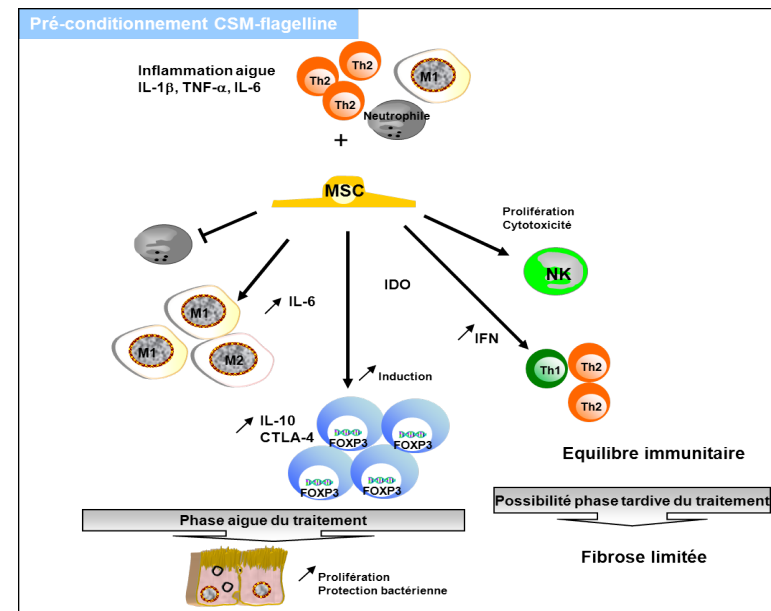 Pré-conditionnement CSM-flagelline
Inflammation aigue
IL-1β, TNF-α, IL-6
Th2
Th2
Th2
M1
Neutrophile
+
MSC
Prolifération
Cytotoxicité
NK
IDO
IL-6
M1
M1
M2
IFN
Th1
Th2
Th2
Induction
IL-10
CTLA-4
FOXP3
FOXP3
FOXP3
FOXP3
Equilibre immunitaire
Phase aigue du traitement
Possibilité phase tardive du traitement
Fibrose limitée
Prolifération
Protection bactérienne